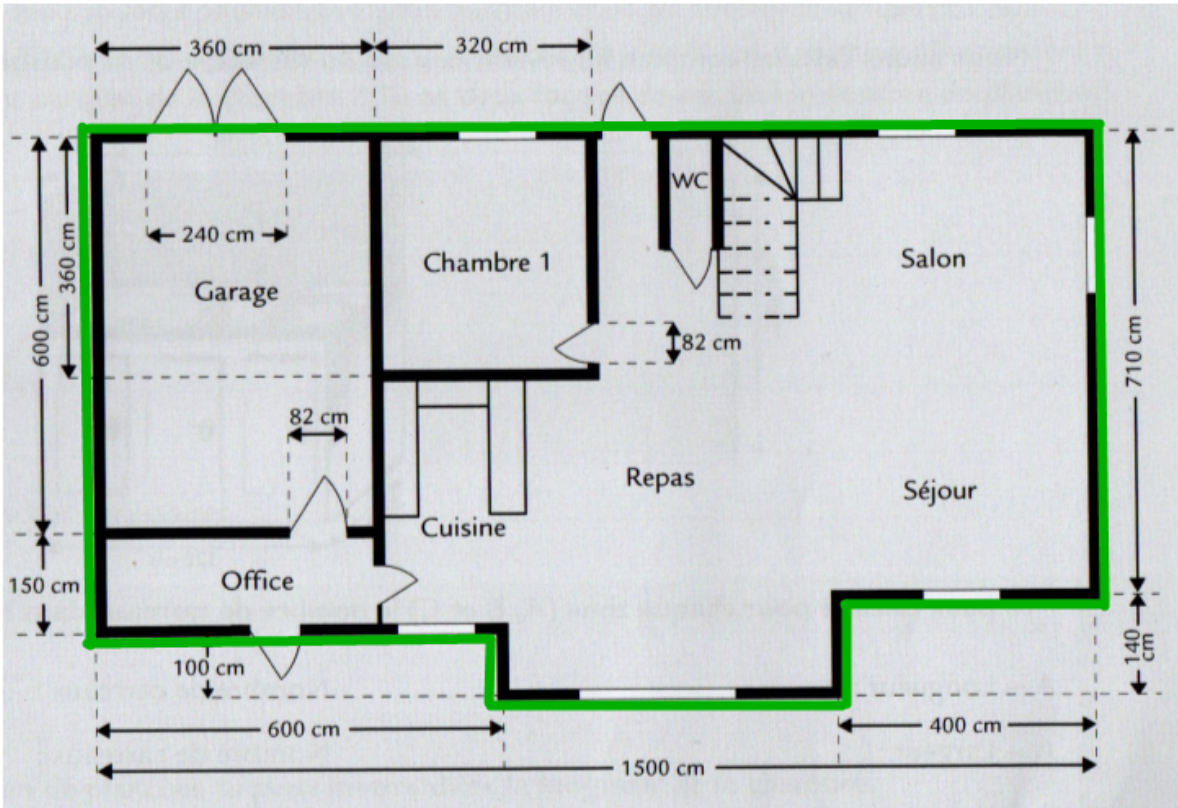 360 cm
320 cm
WC
240 cm
Garage
Chambre 1
Salon
600 cm
360 cm
82 cm
710 cm
82 cm
Repas
Séjour
Cuisine
150 cm
Office
100 cm
140 cm
600 cm
400 cm
1500 cm